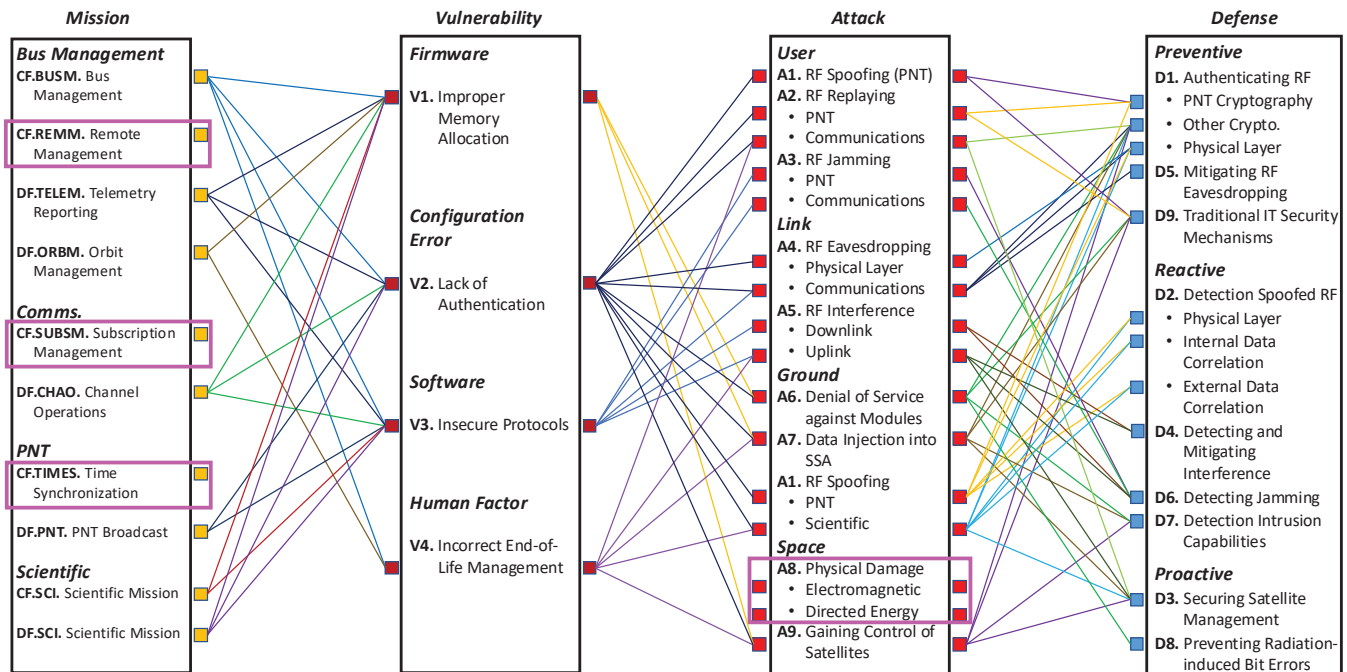 Mission
Bus Management
CF.BUSM. Bus
Management
CF.REMM. Remote
Management
DF.TELEM. Telemetry
Reporting
DF.ORBM. Orbit
Management
Comms.
CF.SUBSM. Subscription
Management
DF.CHAO. Channel
Operations
PNT
CF.TIMES. Time
Synchronization
DF.PNT. PNT Broadcast
Scientific
CF.SCI. Scientific Mission
DF.SCI. Scientific Mission
Vulnerability
Firmware
V1. Improper
Memory
Allocation
Configuration
Error
V2. Lack of
Authentication
Software
V3. Insecure Protocols
Human Factor
V4. Incorrect End-of-
Life Management
Attack
User
A1. RF Spoofing (PNT)
A2. RF Replaying
• PNT
• Communications
A3. RF Jamming
• PNT
• Communications
Link
A4. RF Eavesdropping
• Physical Layer
• Communications
A5. RF Interference
• Downlink
• Uplink
Ground
A6. Denial of Service
against Modules
A7. Data Injection into
SSA
A1. RF Spoofing
• PNT
• Scientific
Space
A8. Physical Damage
• Electromagnetic
• Directed Energy
A9. Gaining Control of
Satellites
Defense
Preventive
D1. Authenticating RF
• PNT Cryptography
• Other Crypto.
• Physical Layer
D5. Mitigating RF
Eavesdropping
D9. Traditional IT Security
Mechanisms
Reactive
D2. Detection Spoofed RF
• Physical Layer
• Internal Data
Correlation
• External Data
Correlation
D4. Detecting and
Mitigating
Interference
D6. Detecting Jamming
D7. Detection Intrusion
Capabilities
Proactive
D3. Securing Satellite
Management
D8. Preventing Radiation-
induced Bit Errors